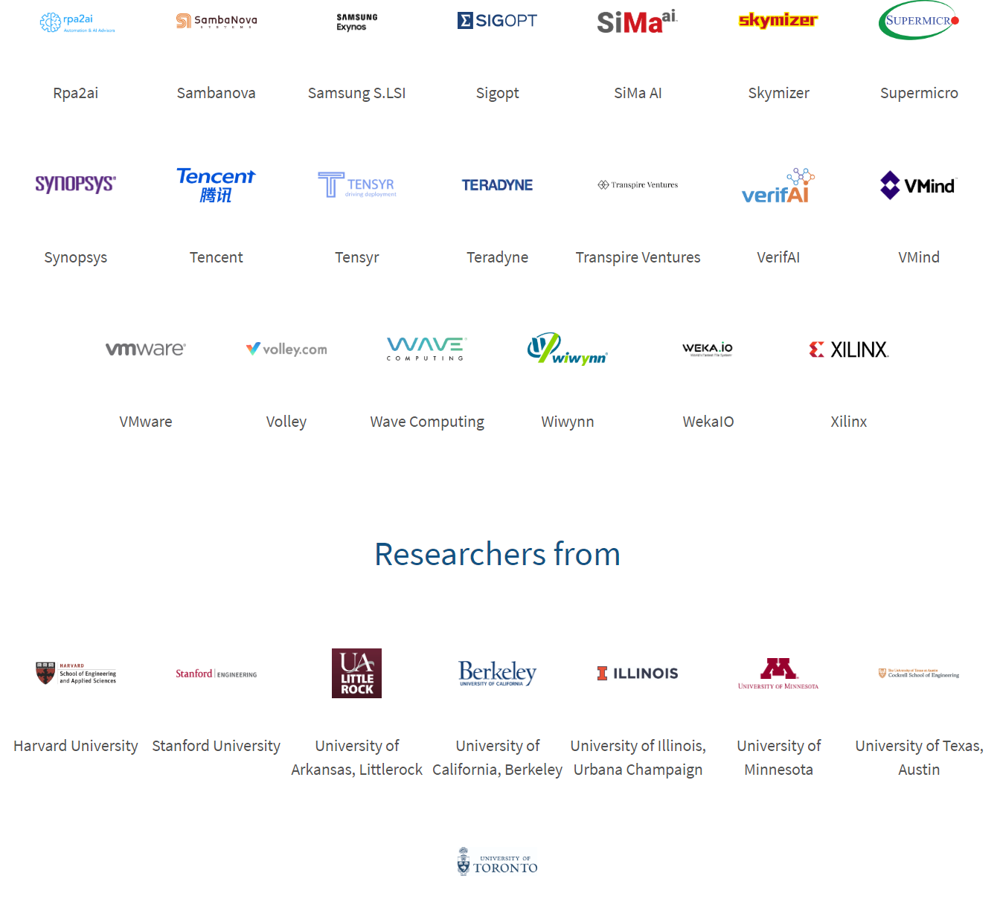 rpa2ai
Automation & AI Advisors
SambaNova
SYSTEMS
SAMSUNG
Exynos
SIGOPT
SiMa ai
skymizer
SUPERMICRO
Rpa2ai
Sambanova
Samsung S.LSI
Sigopt
SiMa AI
Skymizer
Supermicro
SYNOPSYS
Tencent
腾讯
TENSYR
driving deployment
TERADYNE
Transpire Ventures
verifAI
VMind
Synopsys
Tencent
Tensyr
Teradyne
Transpire Ventures
VerifAI
VMind
vmware
volley.com
WAVE
COMPUTING
wiwynn
WEKA.iO
World's Fastest File System
XILINX
VMware
Volley
Wave Computing
Wiwynn
WekaIO
Xilinx
Researchers from
HARVARD
School of Engineering
and Applied Sciences
Stanford | ENGINEERING
UA
LITTLE
ROCK
Berkeley
UNIVERSITY OF CALIFORNIA
I ILLINOIS
M
UNIVERSITY OF MINNESOTA
The University of Texas at Austin
Cockrell School of Engineering
Harvard University
Stanford University
University of
Arkansas, Littlerock
University of
California, Berkeley
University of Illinois,
Urbana Champaign
University of
Minnesota
University of Texas,
Austin
UNIVERSITY OF
TORONTO